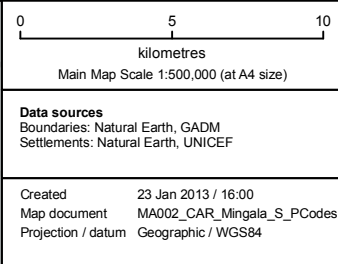 0 5 10
kilometres
Main Map Scale 1:500,000 (at A4 size)
Data sources
Boundaries: Natural Earth, GADM
Settlements: Natural Earth, UNICEF
Created 23 Jan 2013 / 16:00
Map document MA002_CAR_Mingala_S_PCodes
Projection / datum Geographic / WGS84